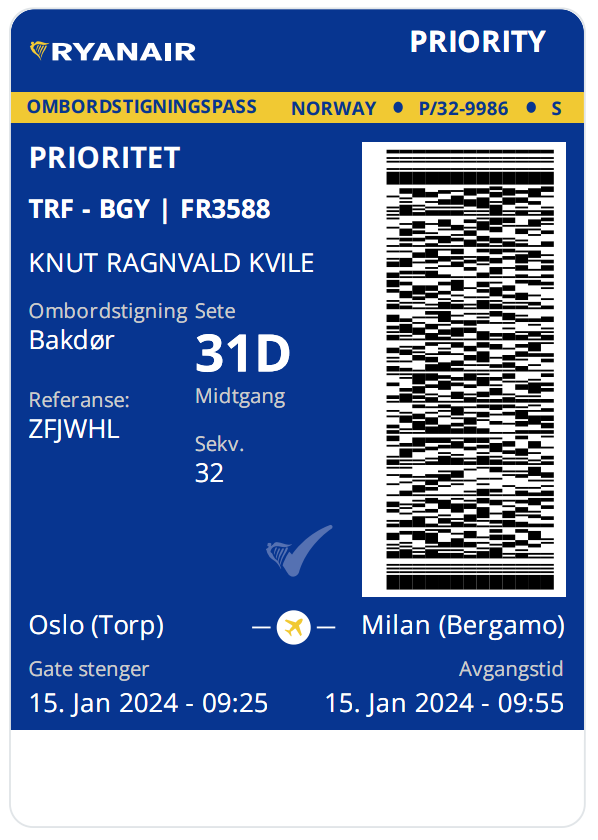 RYANAIR
PRIORITY
OMBORDSTIGNINGSPASS NORWAY ● P/32-9986 ● S
PRIORITET
TRF - BGY | FR3588
KNUT RAGNVALD KVILE
Ombordstigning Sete
Bakdør
31D
Referanse:
Midtgang
ZFJWHL
Sekv.
32
Oslo (Torp) Milan (Bergamo)
Gate stenger Avgangstid
15. Jan 2024 - 09:25 15. Jan 2024 - 09:55